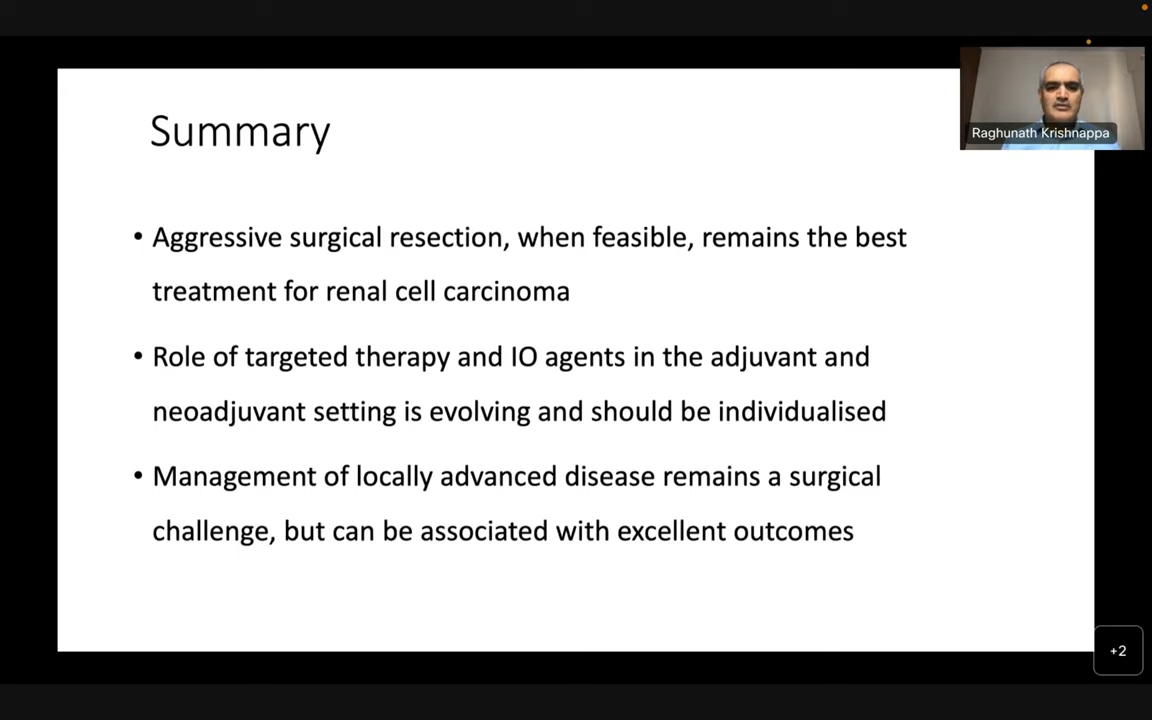 Summary
Raghunath Krishnappa
• Aggressive surgical resection, when feasible, remains the best
treatment for renal cell carcinoma
• Role of targeted therapy and IO agents in the adjuvant and
neoadjuvant setting is evolving and should be individualised
• Management of locally advanced disease remains a surgical
challenge, but can be associated with excellent outcomes
+2